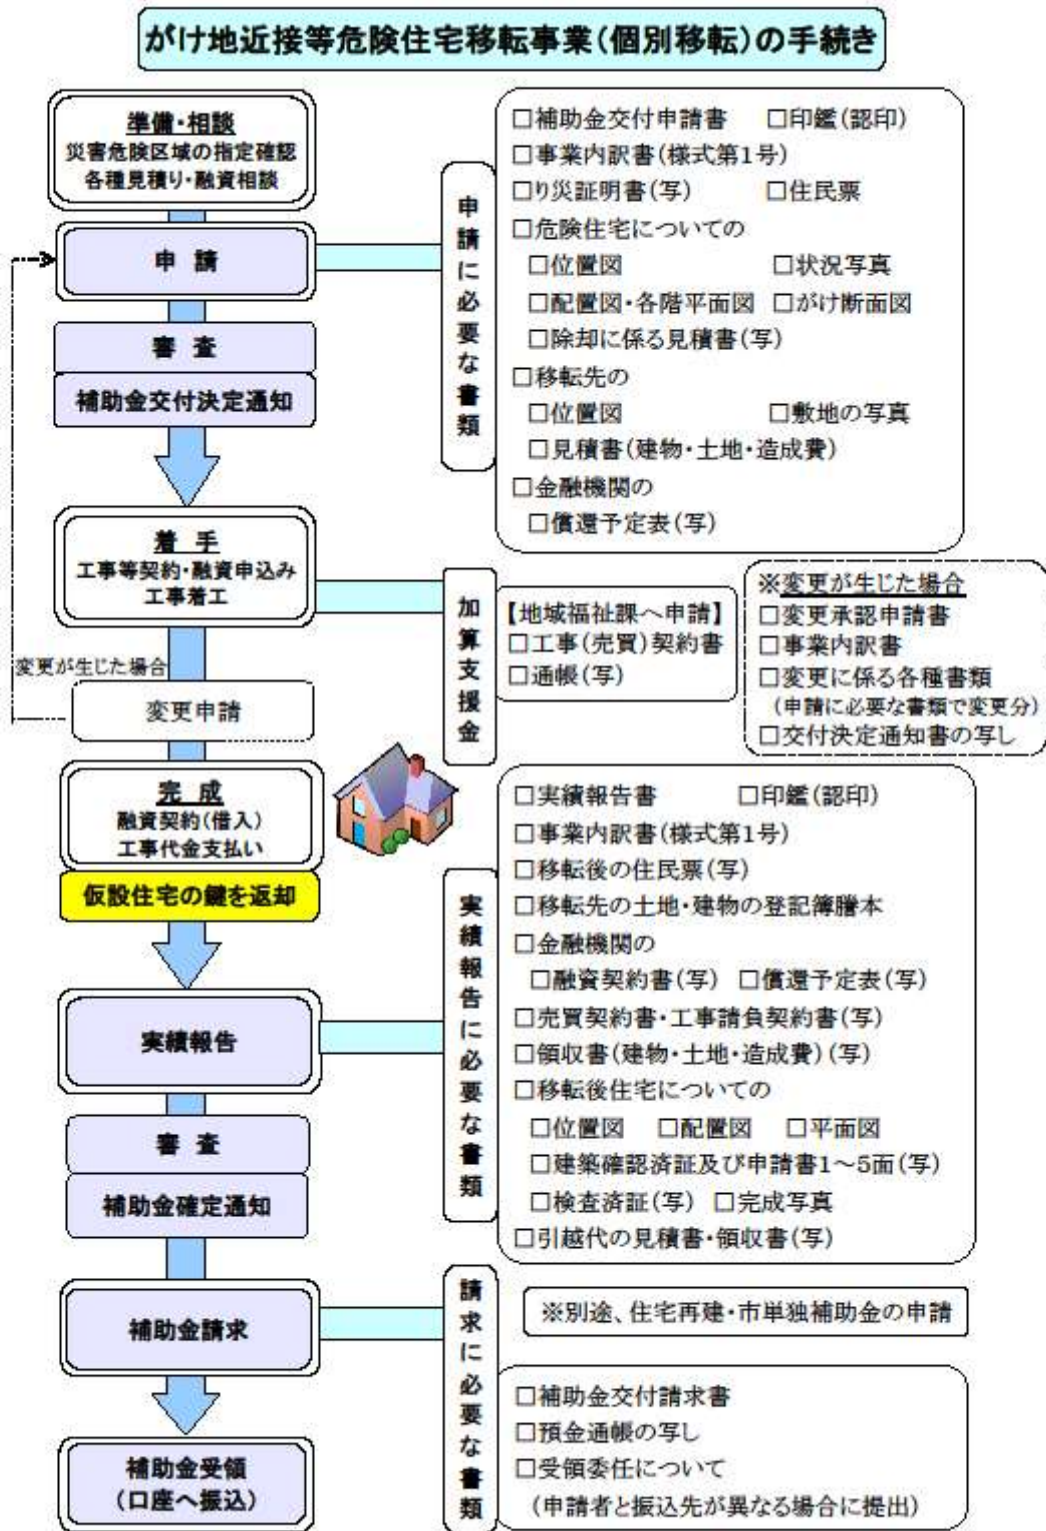 がけ地近接等危険住宅移転事業(個別移転)の手続き
準備・相談
災害危険区域の指定確認
各種見積り・融資相談
申 請
審 査
補助金交付決定通知
申請に必要な書類
□補助金交付申請書 □印鑑(認印)
□事業内訳書(様式第1号)
□り災証明書(写) □住民票
□危険住宅についての
□位置図 □状況写真
□配置図・各階平面図 □がけ断面図
□除却に係る見積書(写)
□移転先の
□位置図 □敷地の写真
□見積書(建物・土地・造成費)
□金融機関の
□償還予定表(写)
着 手
工事等契約・融資申込み
工事着工
加算支援金
【地域福祉課へ申請】
□工事(売買)契約書
□通帳(写)
※変更が生じた場合
□変更承認申請書
□事業内訳書
□変更に係る各種書類
(申請に必要な書類で変更分)
□交付決定通知書の写し
変更が生じた場合
変更申請
完 成
融資契約(借入)
工事代金支払い
仮設住宅の鍵を返却
実績報告
審 査
補助金確定通知
実績報告に必要な書類
□実績報告書 □印鑑(認印)
□事業内訳書(様式第1号)
□移転後の住民票(写)
□移転先の土地・建物の登記簿謄本
□金融機関の
□融資契約書(写) □償還予定表(写)
□売買契約書・工事請負契約書(写)
□領収書(建物・土地・造成費)(写)
□移転後住宅についての
□位置図 □配置図 □平面図
□建築確認済証及び申請書1～5面(写)
□検査済証(写) □完成写真
□引越代の見積書・領収書(写)
補助金請求
請求に必要な書類
※別途、住宅再建・市単独補助金の申請
□補助金交付請求書
□預金通帳の写し
□受領委任について
(申請者と振込先が異なる場合に提出)
補助金受領
(口座へ振込)